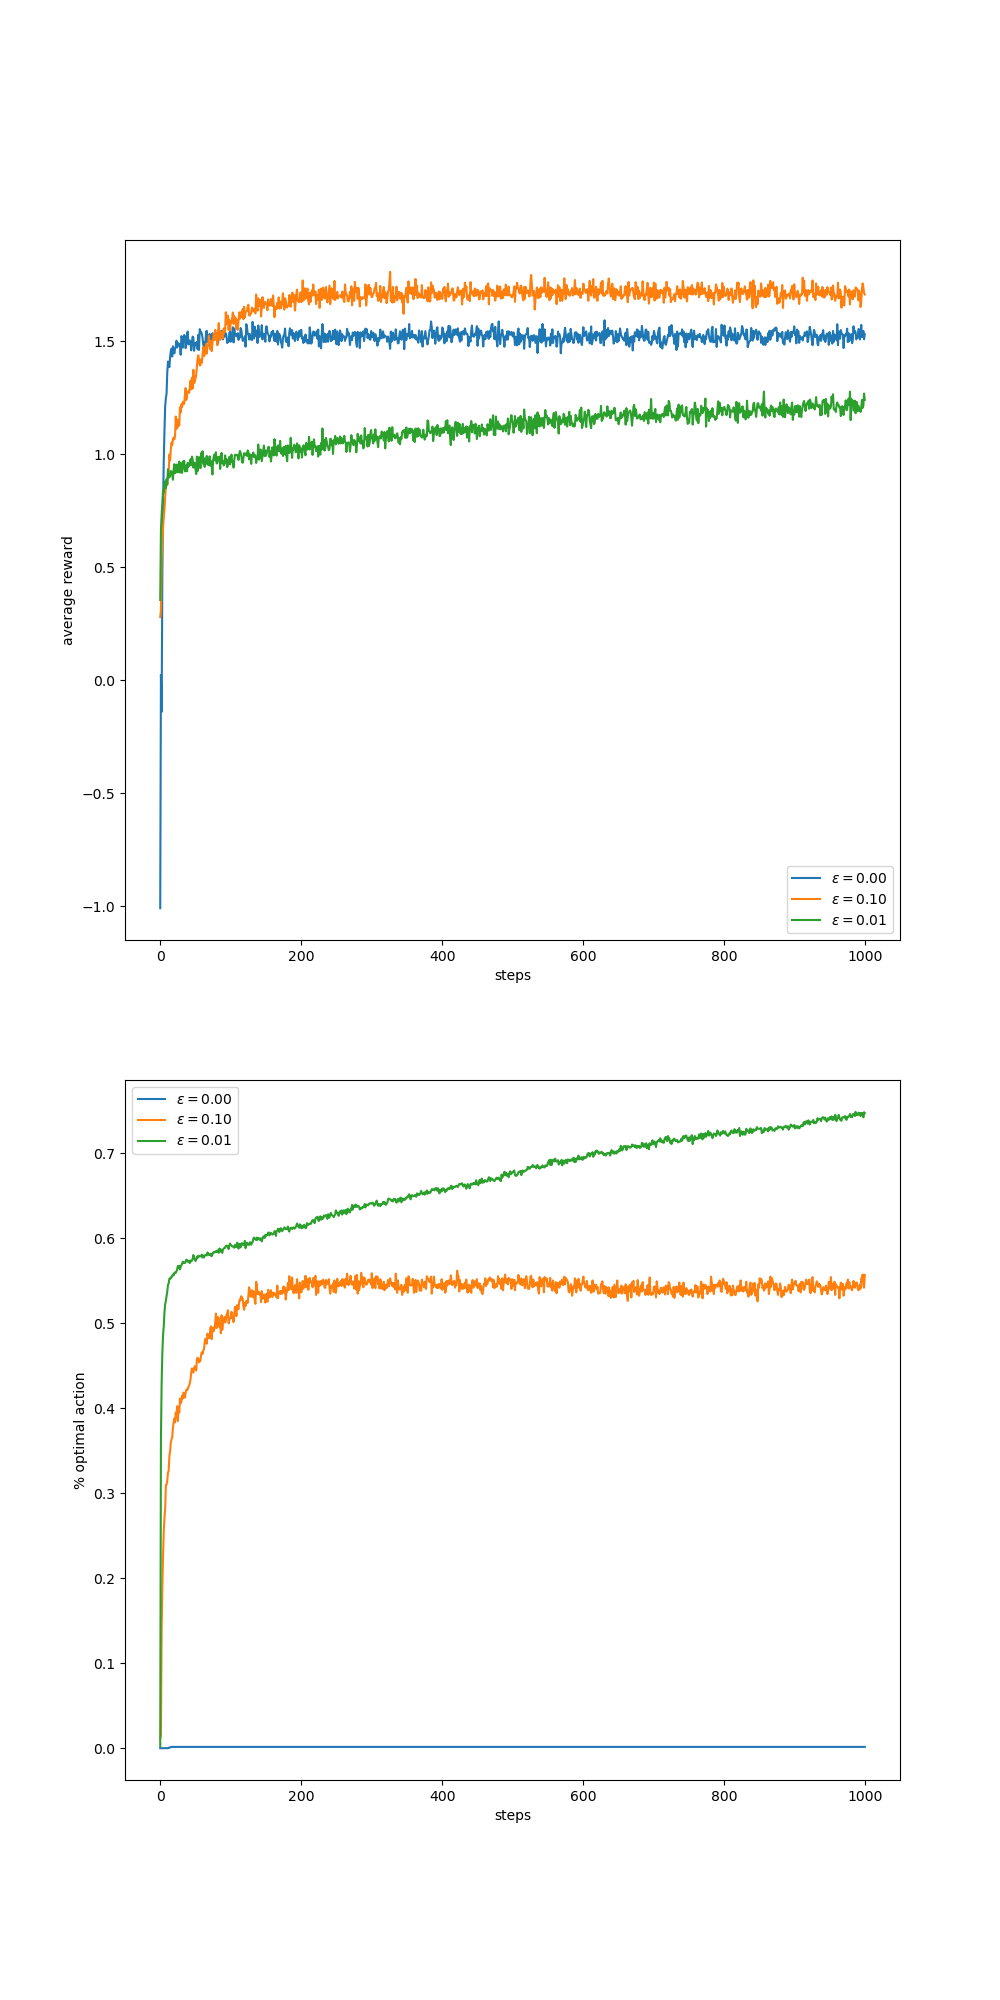 1.5
1.0
0.5
0.0
−0.5
−1.0
average reward
0 200 400 600 800 1000
steps
ε = 0.00
ε = 0.10
ε = 0.01
ε = 0.00
ε = 0.10
ε = 0.01
0.7
0.6
0.5
0.4
0.3
0.2
0.1
0.0
% optimal action
0 200 400 600 800 1000
steps